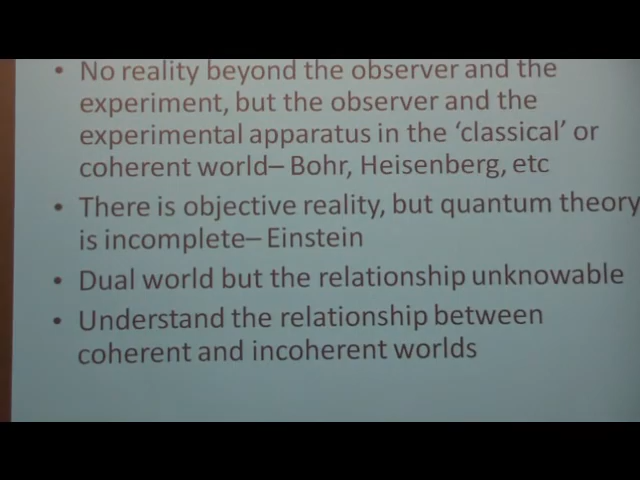 • No reality beyond the observer and the
experiment, but the observer and the
experimental apparatus in the ‘classical’ or
coherent world– Bohr, Heisenberg, etc
• There is objective reality, but quantum theory
is incomplete– Einstein
• Dual world but the relationship unknowable
• Understand the relationship between
coherent and incoherent worlds